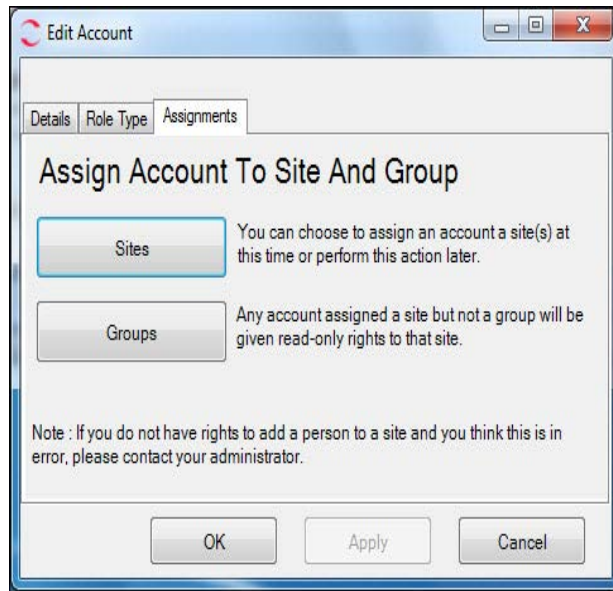 Edit Account
Details Role Type Assignments
Assign Account To Site And Group
Sites
You can choose to assign an account a site(s) at
this time or perform this action later.
Groups
Any account assigned a site but not a group will be
given read-only rights to that site.
Note : If you do not have rights to add a person to a site and you think this is in
error, please contact your administrator.
OK Apply Cancel